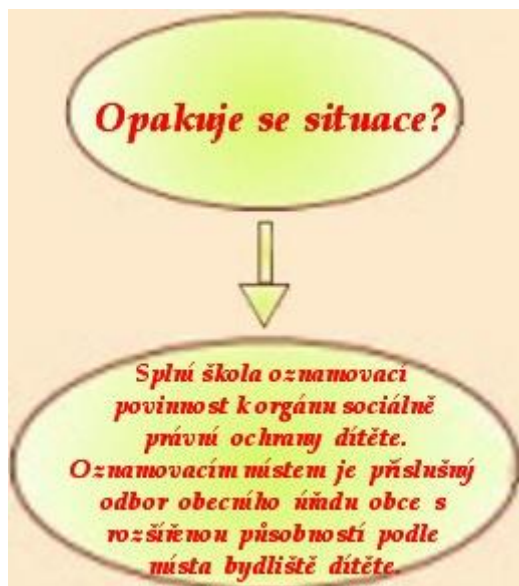 Opakuje se situace?
Splní škola oznamovací
povinnost k orgánu sociálně
právní ochrany dítěte.
Oznamovacím místem je příslušný
odbor obecního úřadu obce s
rozšířenou působností podle
místa bydliště dítěte.